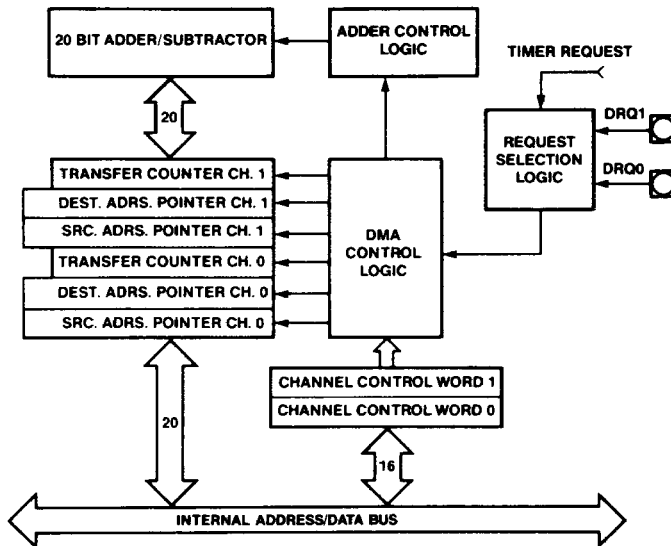 20 BIT ADDER/SUBTRACTOR
ADDER CONTROL
LOGIC
TIMER REQUEST
20
DRQ1
REQUEST
SELECTION
LOGIC
DRQ0
TRANSFER COUNTER CH. 1
DEST. ADRS. POINTER CH. 1
SRC. ADRS. POINTER CH. 1
TRANSFER COUNTER CH. 0
DEST. ADRS. POINTER CH. 0
SRC. ADRS. POINTER CH. 0
DMA
CONTROL
LOGIC
CHANNEL CONTROL WORD 1
CHANNEL CONTROL WORD 0
20
16
INTERNAL ADDRESS/DATA BUS